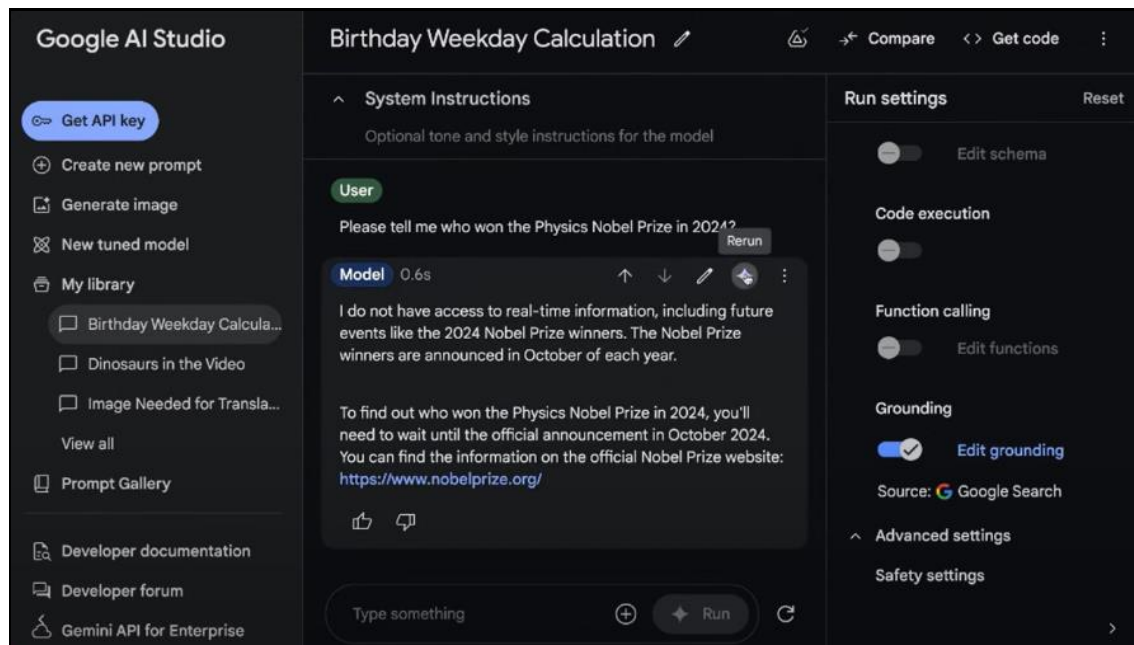 Google AI Studio
Get API key
Create new prompt
Generate image
New tuned model
My library
Birthday Weekday Calcula...
Dinosaurs in the Video
Image Needed for Transla...
View all
Prompt Gallery
Developer documentation
Developer forum
Gemini API for Enterprise
Birthday Weekday Calculation
Compare
<> Get code
System Instructions
Optional tone and style instructions for the model
User
Please tell me who won the Physics Nobel Prize in 2024?
Rerun
Model 0.6s
I do not have access to real-time information, including future
events like the 2024 Nobel Prize winners. The Nobel Prize
winners are announced in October of each year.
To find out who won the Physics Nobel Prize in 2024, you'll
need to wait until the official announcement in October 2024.
You can find the information on the official Nobel Prize website:
https://www.nobelprize.org/
Type something
Run
Run settings
Reset
Edit schema
Code execution
Function calling
Edit functions
Grounding
Edit grounding
Source: G Google Search
Advanced settings
Safety settings